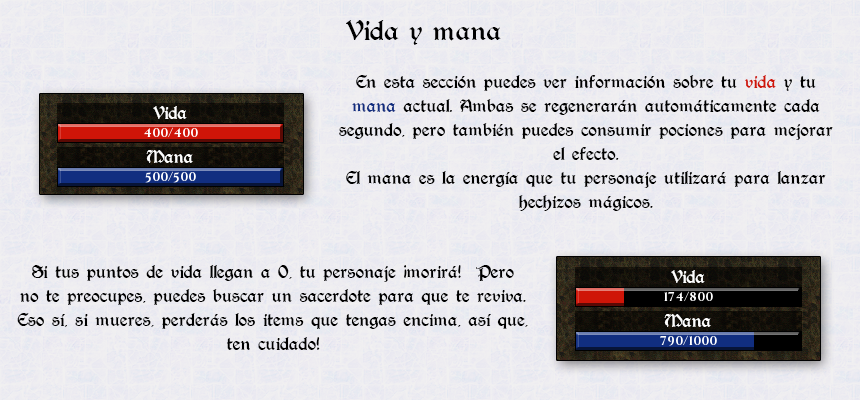 Vida y mana
Vida
400/400
Mana
500/500
En esta sección puedes ver información sobre tu vida y tu
mana actual. Ambas se regenerarán automáticamente cada
segundo, pero también puedes consumir pociones para mejorar
el efecto.
El mana es la energía que tu personaje utilizará para lanzar
hechizos mágicos.
Si tus puntos de vida llegan a 0, tu personaje ¡morirá! Pero
no te preocupes, puedes buscar un sacerdote para que te reviva.
Eso sí, si mueres, perderás los items que tengas encima, así que,
ten cuidado!
Vida
174/800
Mana
790/1000